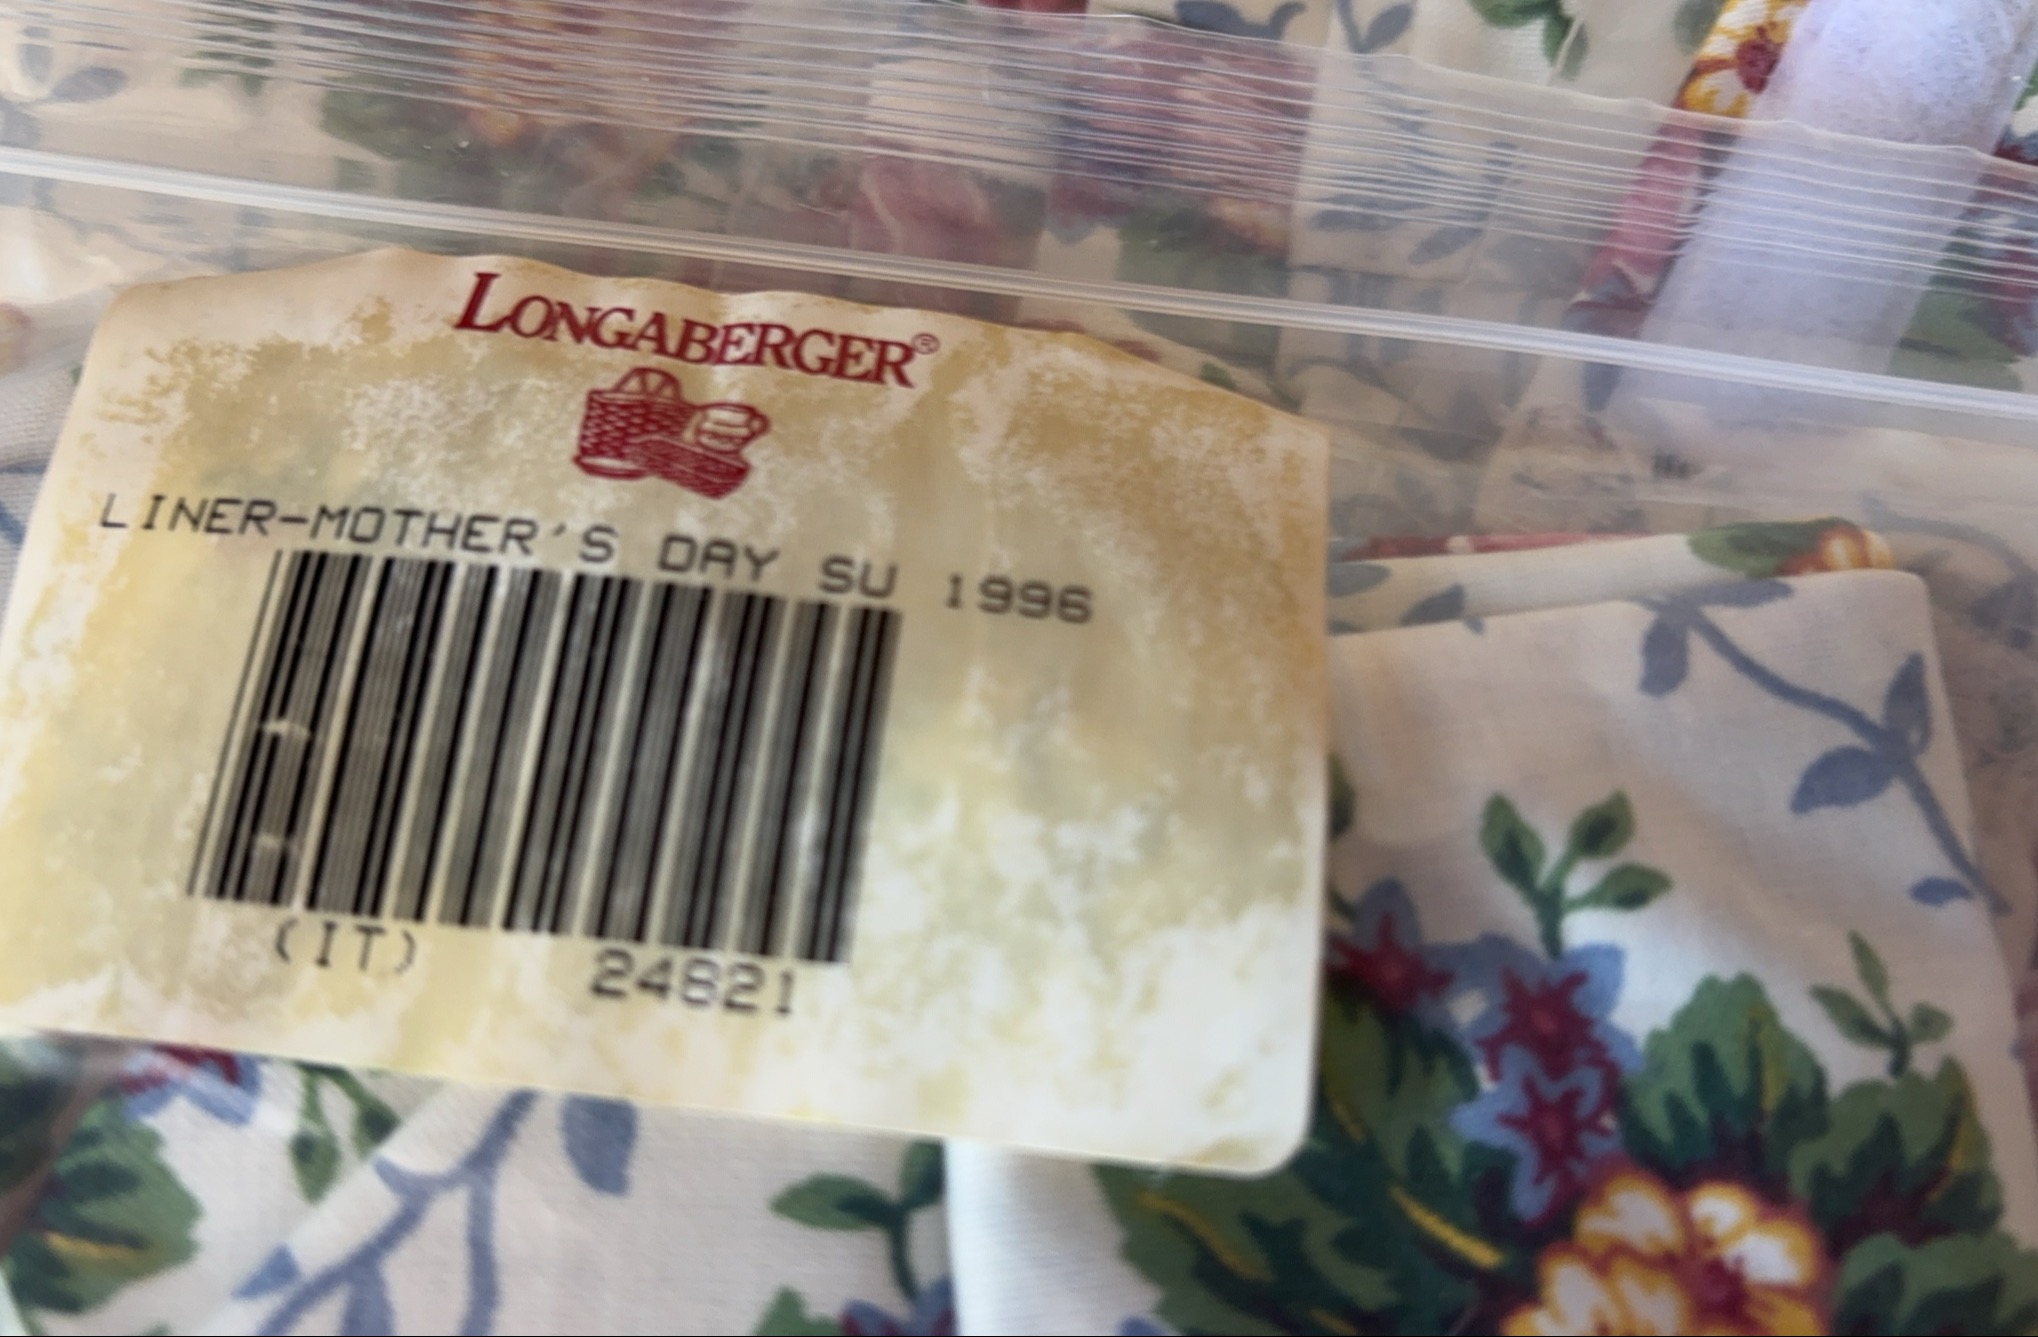 LONGABERGER®
LINER-MOTHER'S DAY SU 1996
(IT) 24821